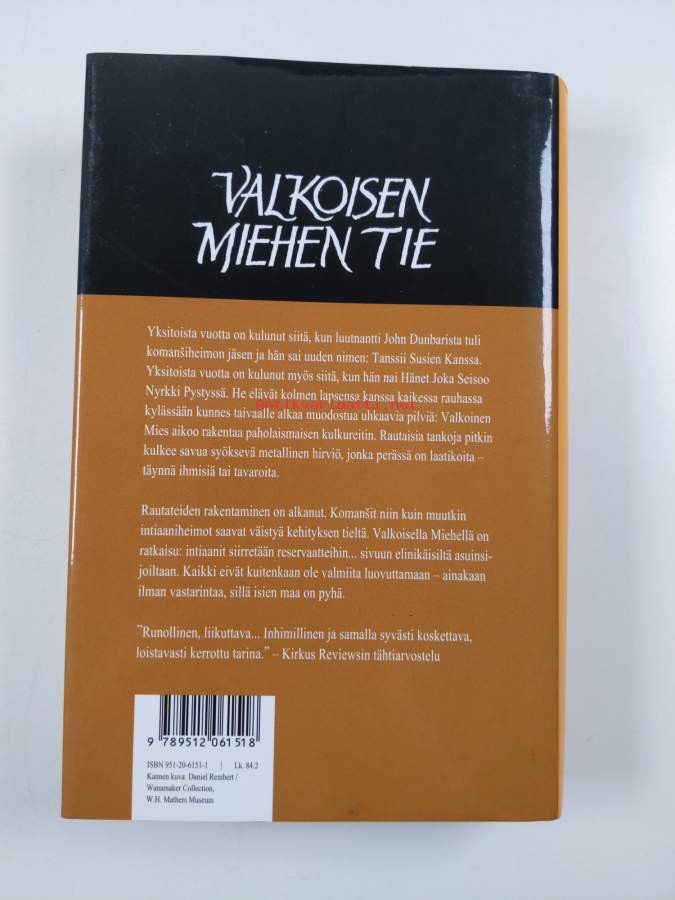 VALKOISEN
MIEHEN TIE
Yksitoista vuotta on kulunut siitä, kun luutnantti John Dunbarista tuli
komanšiheimon jäsen ja hän sai uuden nimen: Tanssii Susien Kanssa.
Yksitoista vuotta on kulunut myös siitä, kun hän nai Hänet Joka Seisoo
Nyrkki Pystyssä. He elävät kolmen lapsensa kanssa kaikessa rauhassa
antikvariaatti.net
kylässään kunnes taivaalle alkaa muodostua uhkaavia pilviä: Valkoinen
Mies aikoo rakentaa paholaismaisen kulkureitin. Rautaisia tankoja pitkin
kulkee savua syöksevä metallinen hirviö, jonka perässä on laatikoita –
täynnä ihmisiä tai tavaroita.
Rautateiden rakentaminen on alkanut. Komanšit niin kuin muutkin
intiaaniheimot saavat väistyä kehityksen tieltä. Valkoisella Miehellä on
ratkaisu: intiaanit siirretään reservaatteihin... sivuun elinikäisiltä asuinsi-
joiltaan. Kaikki eivät kuitenkaan ole valmiita luovuttamaan – ainakaan
ilman vastarintaa, sillä isien maa on pyhä.
”Runollinen, liikuttava... Inhimillinen ja samalla syvästi koskettava,
loistavasti kerrottu tarina.” – Kirkus Reviewsin tähtiarvostelu
9 789512 061518
ISBN 951-20-6151-1 | Lk. 84.2
Kannen kuva: Daniel Rembert /
Wanamaker Collection,
W.H. Mathers Museum